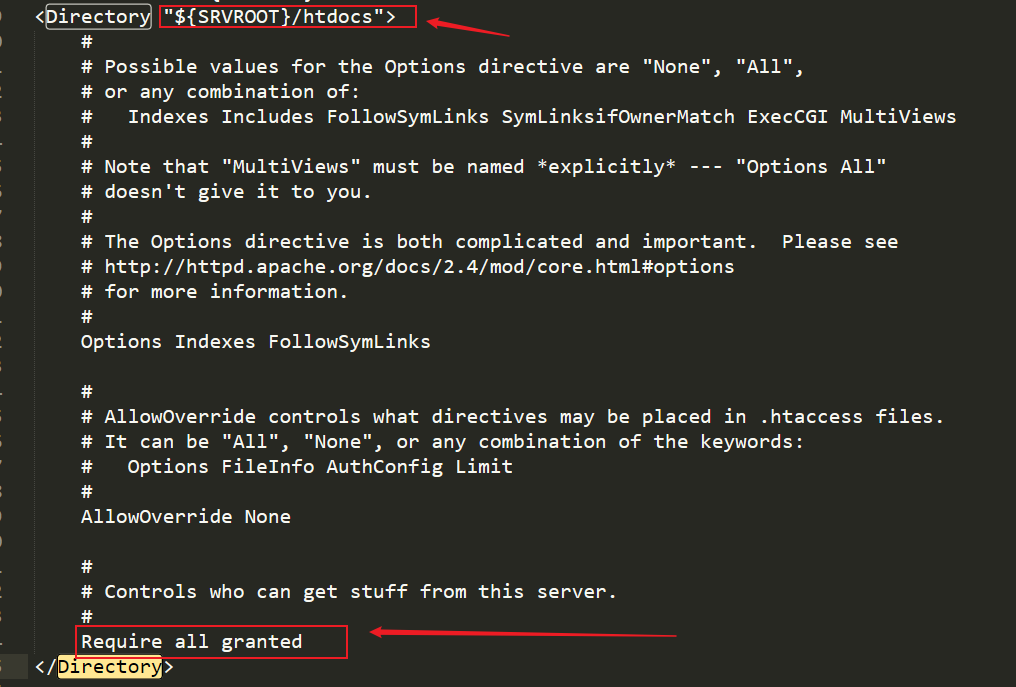 <Directory "${SRVROOT}/htdocs">
#
# Possible values for the Options directive are "None", "All",
# or any combination of:
#   Indexes Includes FollowSymLinks SymLinksifOwnerMatch ExecCGI MultiViews
#
# Note that "MultiViews" must be named *explicitly* --- "Options All"
# doesn't give it to you.
#
# The Options directive is both complicated and important.  Please see
# http://httpd.apache.org/docs/2.4/mod/core.html#options
# for more information.
#
Options Indexes FollowSymLinks
#
# AllowOverride controls what directives may be placed in .htaccess files.
# It can be "All", "None", or any combination of the keywords:
#   Options FileInfo AuthConfig Limit
#
AllowOverride None
#
# Controls who can get stuff from this server.
#
Require all granted
</Directory>